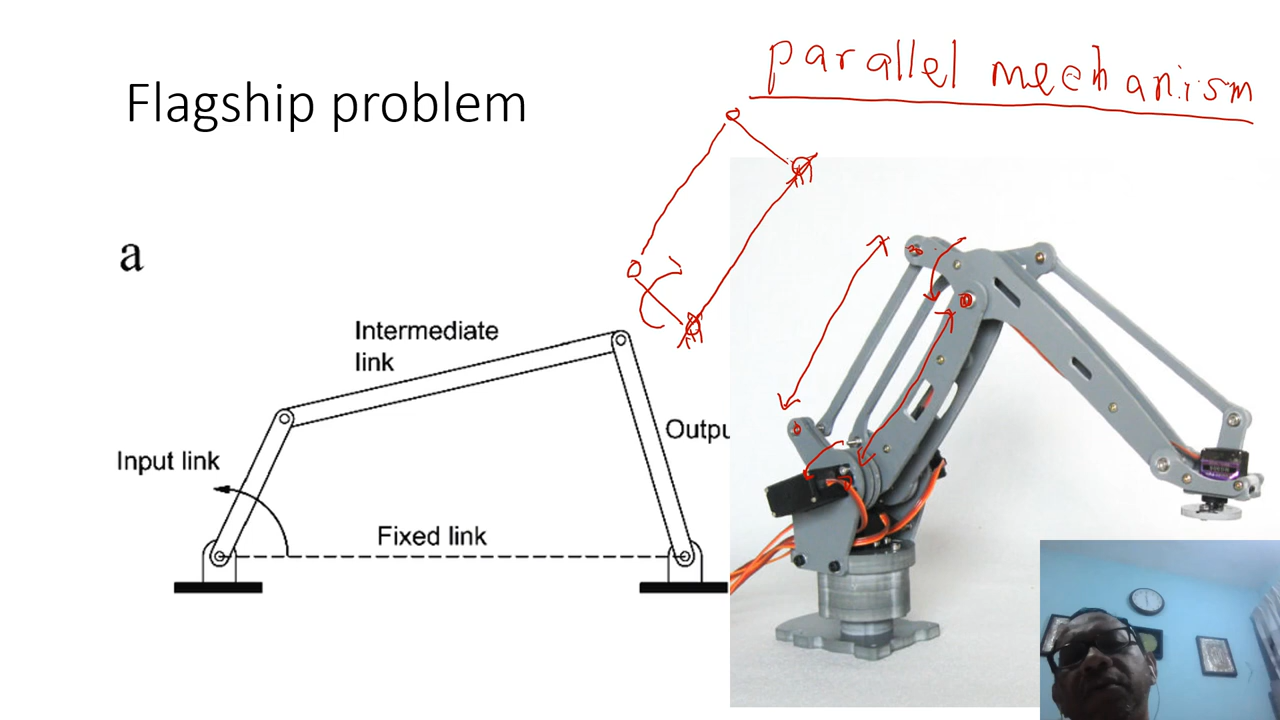 parallel mechanism
Flagship problem
a
Intermediate
link
Outpu
Input link
Fixed link